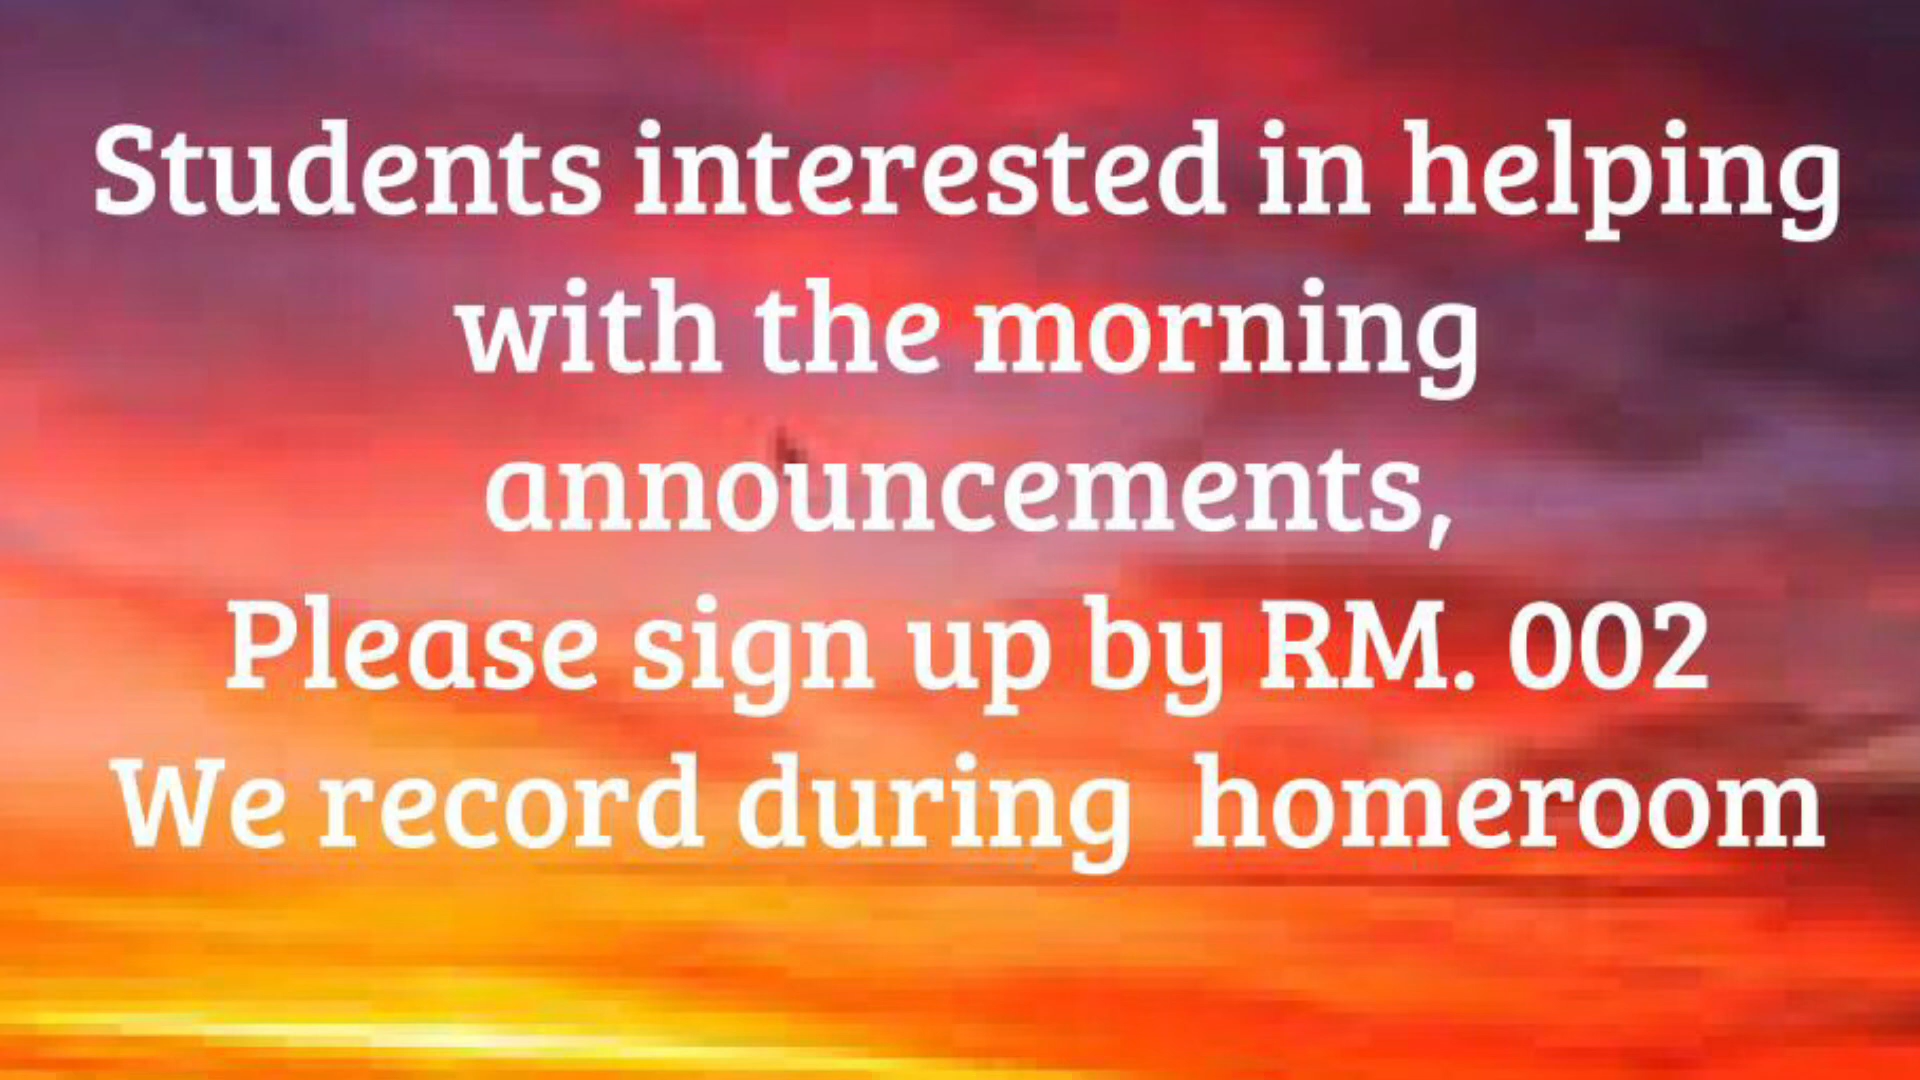 Students interested in helping
with the morning
announcements,
Please sign up by RM. 002
We record during  homeroom